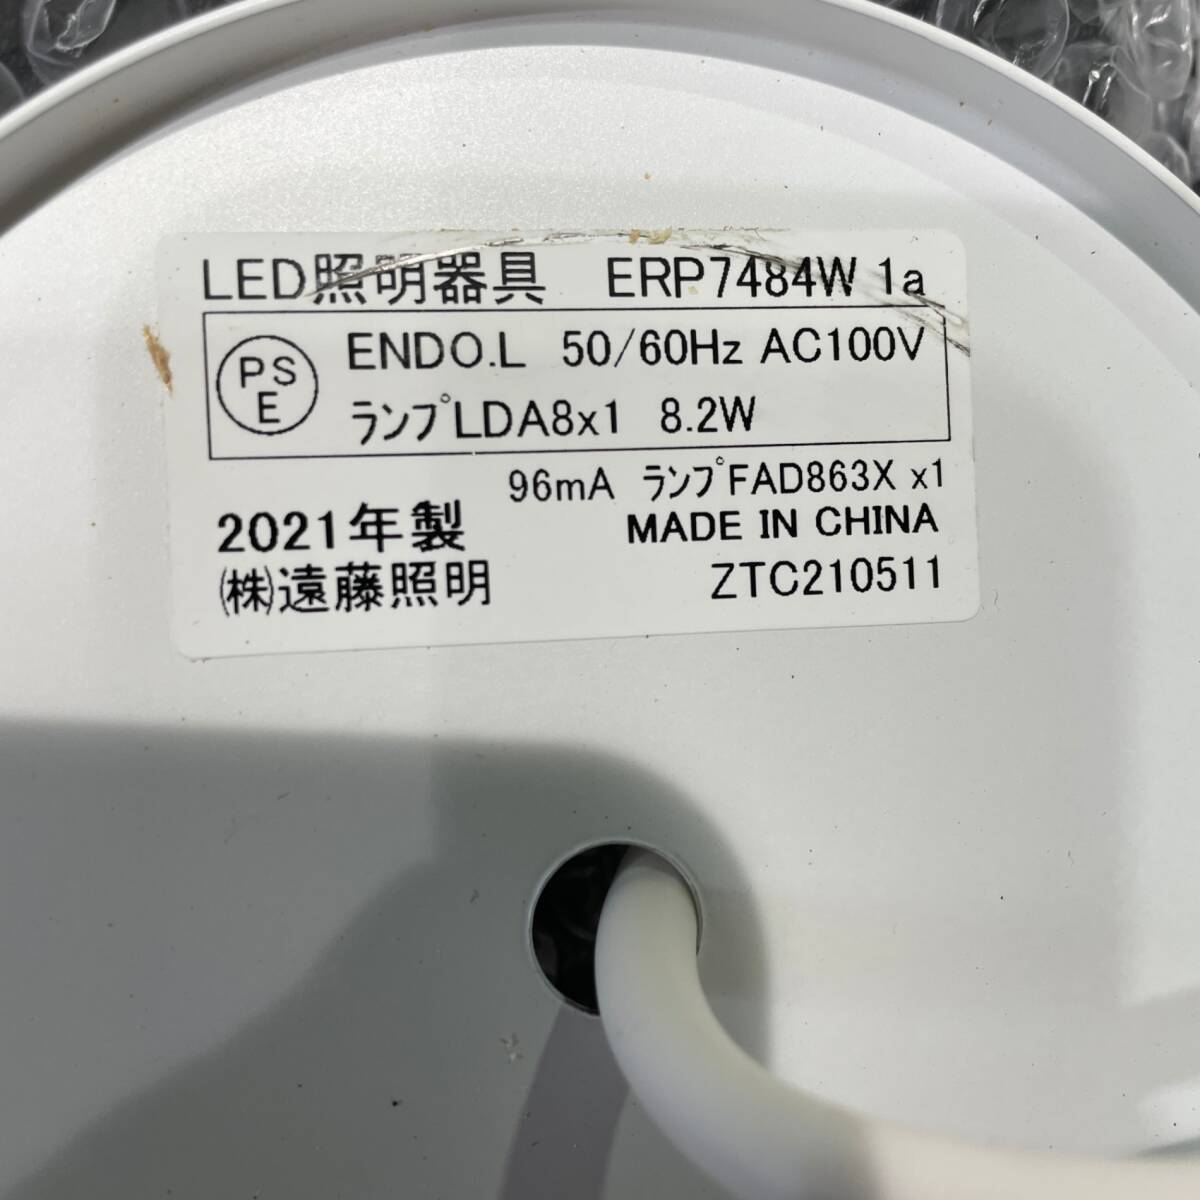 LED照明器具 ERP7484W 1a
PS
E
ENDO.L 50/60Hz AC100V
ランプLDA8x1 8.2W
96mA ランプFAD863X x1
2021年製 MADE IN CHINA
㈱遠藤照明 ZTC210511